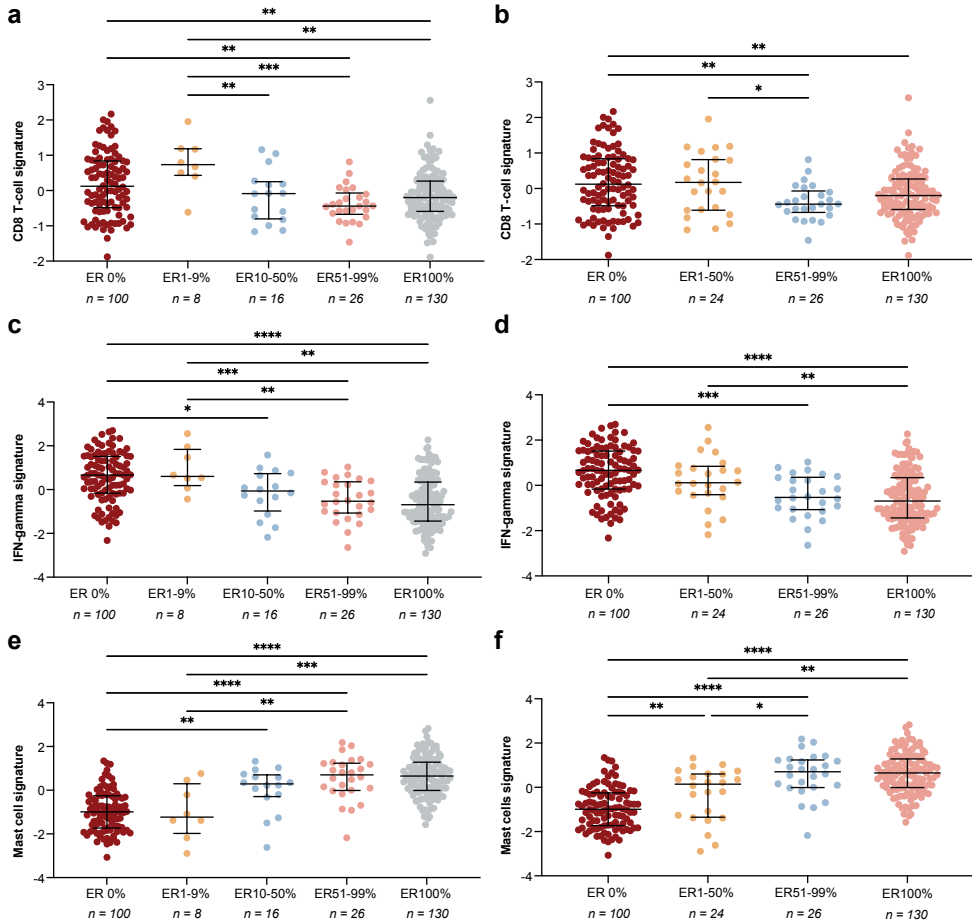 a
**
**
**
***
**
CD8 T-cell signature
3
2
1
0
-1
-2
ER 0%
ER1-9%
ER10-50%
ER51-99%
ER100%
n = 100
n = 8
n = 16
n = 26
n = 130
b
**
**
*
CD8 T-cell signature
3
2
1
0
-1
-2
ER 0%
ER1-50%
ER51-99%
ER100%
n = 100
n = 24
n = 26
n = 130
c
****
**
***
**
*
IFN-gamma signature
4
2
0
-2
-4
ER 0%
ER1-9%
ER10-50%
ER51-99%
ER100%
n = 100
n = 8
n = 16
n = 26
n = 130
d
****
**
***
IFN-gamma signature
4
2
0
-2
-4
ER 0%
ER1-50%
ER51-99%
ER100%
n = 100
n = 24
n = 26
n = 130
e
****
***
****
**
**
Mast cell signature
4
2
0
-2
-4
ER 0%
ER1-9%
ER10-50%
ER51-99%
ER100%
n = 100
n = 8
n = 16
n = 26
n = 130
f
****
**
****
**
*
Mast cells signature
4
2
0
-2
-4
ER 0%
ER1-50%
ER51-99%
ER100%
n = 100
n = 24
n = 26
n = 130